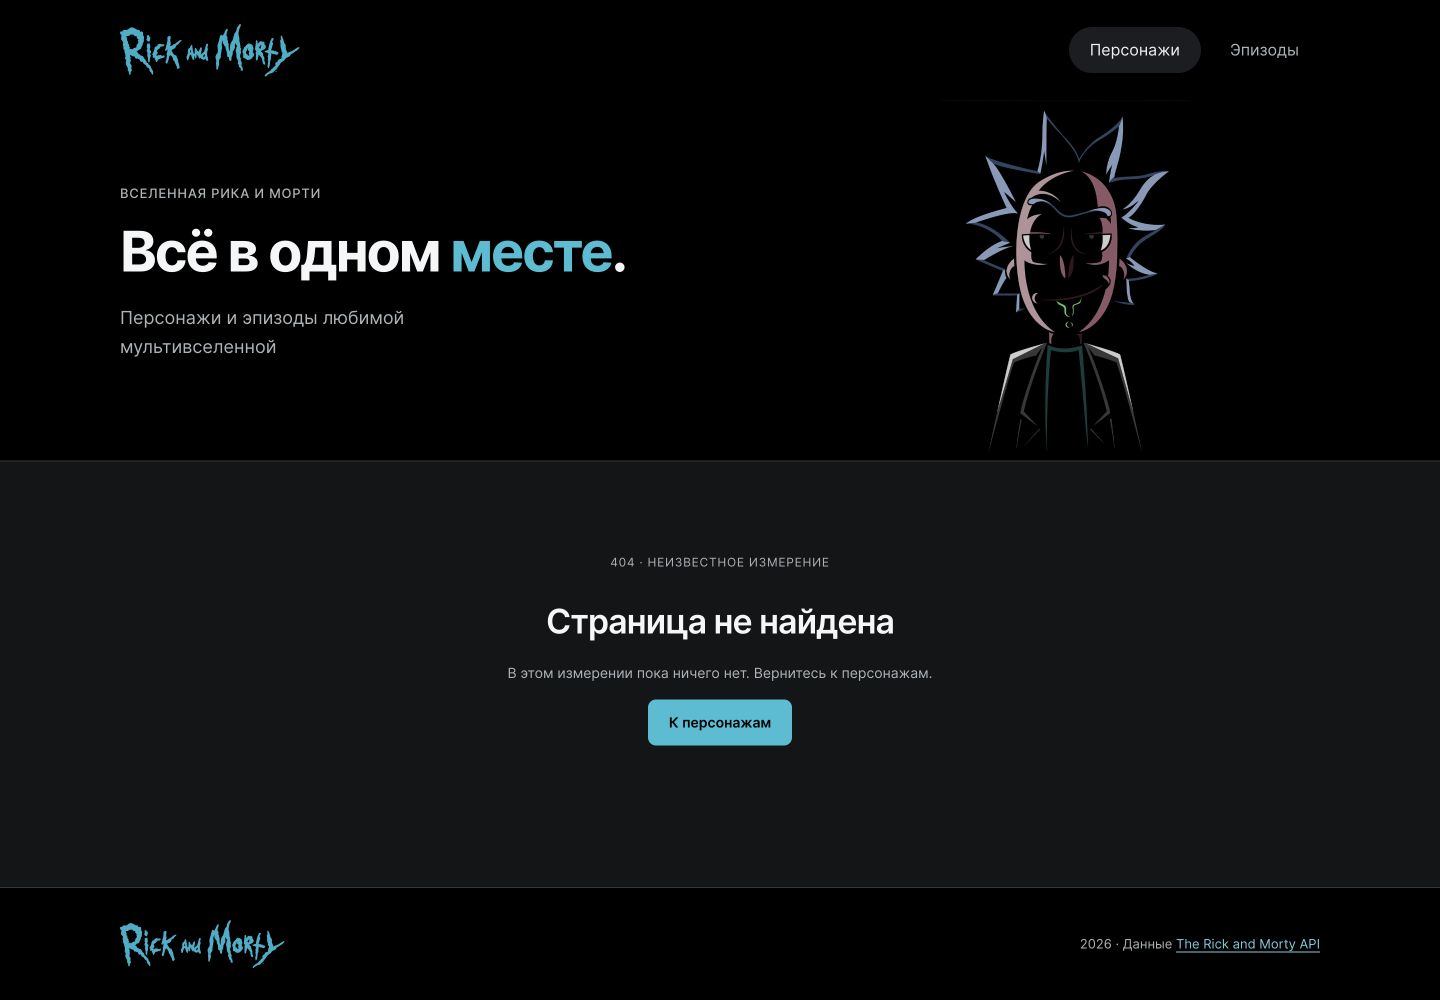 Rick and Morty
Персонажи
Эпизоды
ВСЕЛЕННАЯ РИКА И МОРТИ
Всё в одном месте.
Персонажи и эпизоды любимой
мультивселенной
404 · НЕИЗВЕСТНОЕ ИЗМЕРЕНИЕ
Страница не найдена
В этом измерении пока ничего нет. Вернитесь к персонажам.
К персонажам
Rick and Morty
2026 · Данные The Rick and Morty API